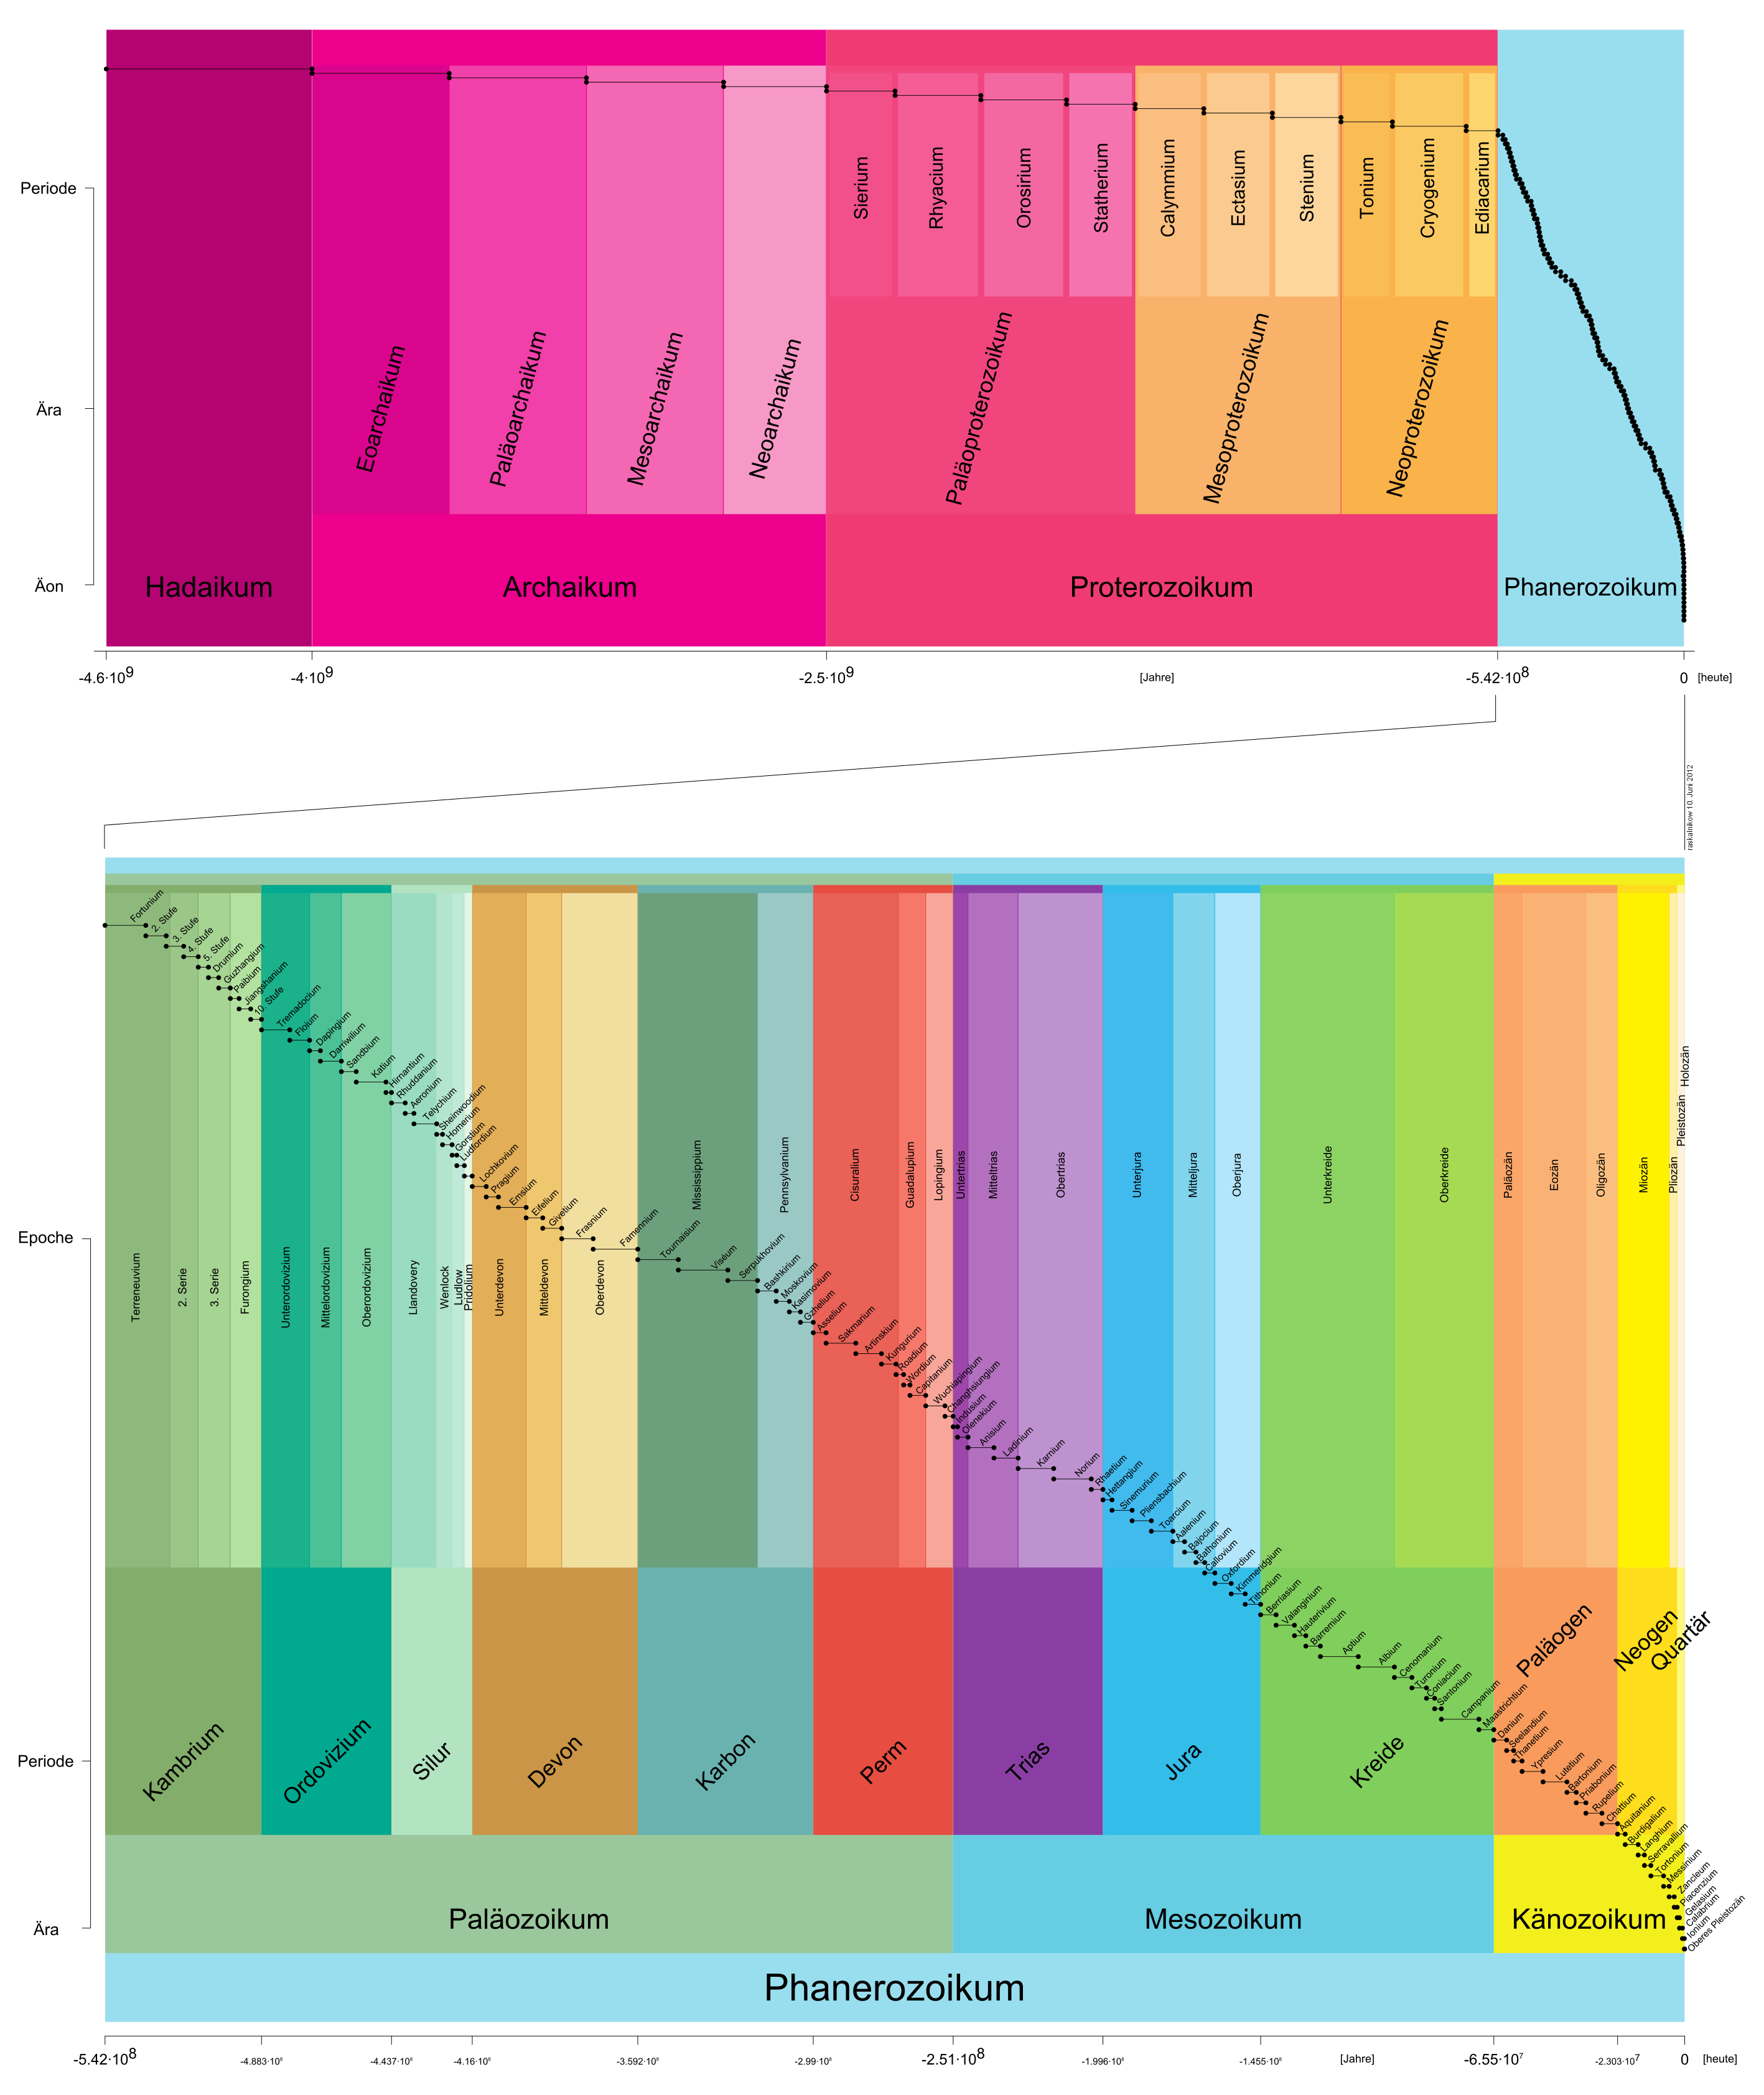 Periode
Ära
Äon
Sierium
Rhyacium
Orosirium
Statherium
Calymmium
Ectasium
Stenium
Tonium
Cryogenium
Ediacarium
Eoarchaikum
Paläoarchaikum
Mesoarchaikum
Neoarchaikum
Paläoproterozoikum
Mesoproterozoikum
Neoproterozoikum
Hadaikum
Archaikum
Proterozoikum
Phanerozoikum
-4.6·10⁹
-4·10⁹
-2.5·10⁹
[Jahre]
-5.42·10⁸
0
[heute]
raskalnikow 10. Juni 2012
Epoche
Periode
Ära
Fortunium
2. Stufe
3. Stufe
4. Stufe
5. Stufe
Drumium
Guzhangium
Paibium
Jiangshanium
10. Stufe
Tremadocium
Floium
Dapingium
Darriwilium
Sandbium
Katium
Hirnantium
Rhuddanium
Aeronium
Telychium
Sheinwoodium
Homerium
Gorstium
Ludfordium
Lochkovium
Pragium
Emsium
Eifelium
Givetium
Frasnium
Famennium
Tournaisium
Viséum
Serpukhovium
Bashkirium
Moskovium
Kasimovium
Gzhelium
Asselium
Sakmarium
Artinskium
Kungurium
Roadium
Wordium
Capitanium
Wuchiapingium
Changhsiungium
Indusium
Olenekium
Anisium
Ladinium
Karnium
Norium
Rhaetium
Hettangium
Sinemurium
Pliensbachium
Toarcium
Aalenium
Bajocium
Bathonium
Callovium
Oxfordium
Kimmeridgium
Tithonium
Berriasium
Valanginium
Hauterivium
Barremium
Aptium
Albium
Cenomanium
Turonium
Coniacium
Santonium
Campanium
Maastrichtium
Danium
Seelandium
Thanetium
Ypresium
Lutetium
Bartonium
Priabonium
Rupelium
Chattium
Aquitanium
Burdigalium
Langhium
Serravallium
Tortonium
Messinium
Zancleum
Piacenzium
Gelasium
Calabrium
Ionium
Oberes Pleistozän
Terreneuvium
2. Serie
3. Serie
Furongium
Unterordovizium
Mittelordovizium
Oberordovizium
Llandovery
Wenlock
Ludlow
Pridolium
Unterdevon
Mitteldevon
Oberdevon
Mississippium
Pennsylvanium
Cisuralium
Guadalupium
Lopingium
Untertrias
Mitteltrias
Obertrias
Unterjura
Mitteljura
Oberjura
Unterkreide
Oberkreide
Paläozän
Eozän
Oligozän
Miozän
Pliozän
Pleistozän
Holozän
Kambrium
Ordovizium
Silur
Devon
Karbon
Perm
Trias
Jura
Kreide
Paläogen
Neogen
Quartär
Paläozoikum
Mesozoikum
Känozoikum
Phanerozoikum
-5.42·10⁸
-4.883·10⁸
-4.437·10⁸
-4.16·10⁸
-3.592·10⁸
-2.99·10⁸
-2.51·10⁸
-1.996·10⁸
-1.455·10⁸
[Jahre]
-6.55·10⁷
-2.303·10⁷
0
[heute]